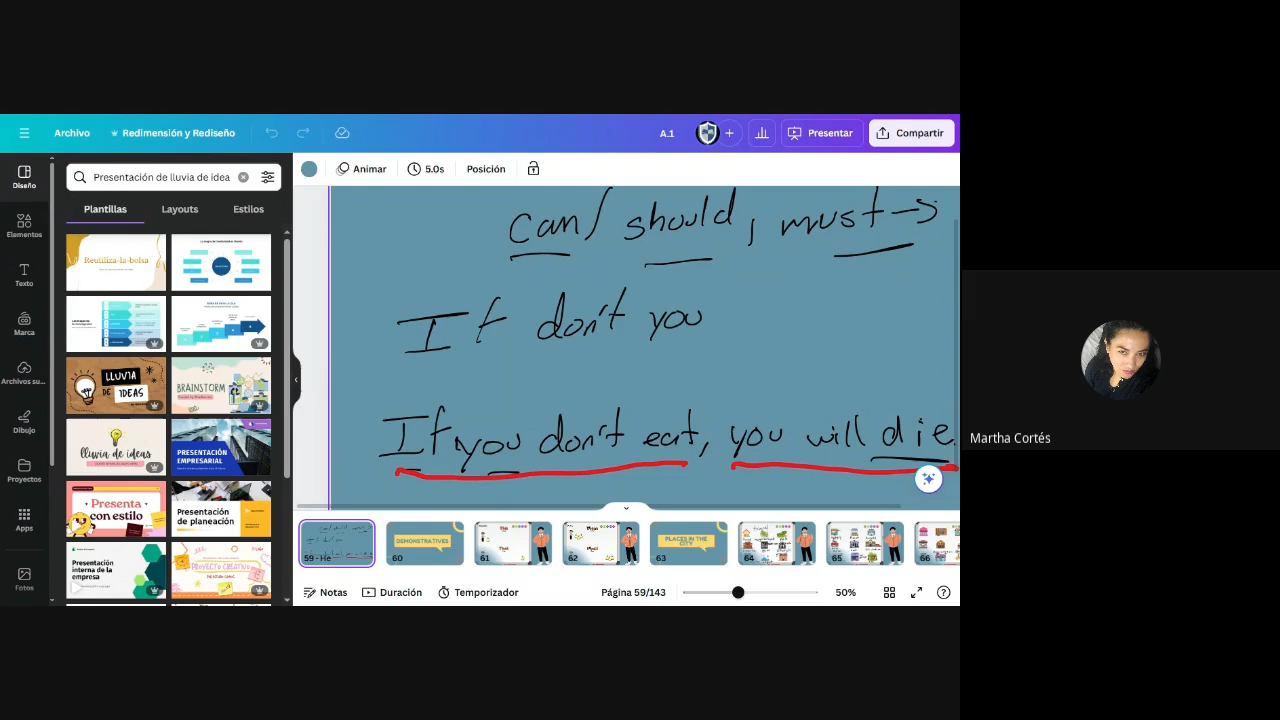 Archivo
Redimensión y Rediseño
A.1
Presentar
Compartir
Diseño
Elementos
Texto
Marca
Archivos su...
Dibujo
Proyectos
Apps
Fotos
Presentación de lluvia de idea
Plantillas
Layouts
Estilos
Reutiliza-la-bolsa
LLUVIA
DE IDEAS
BRAINSTORM
lluvia de ideas
PRESENTACIÓN
EMPRESARIAL
Presenta
con estilo
Presentación
de planeación
Presentación
interna de la
empresa
PROYECTO CREATIVO
Animar
5.0s
Posición
can / should, must →
If don't you
If you don't eat, you will die.
59 - He
60
DEMONSTRATIVES
61
62
63
PLACES IN THE
CITY
64
65
66
Notas
Duración
Temporizador
Página 59/143
50%
Martha Cortés